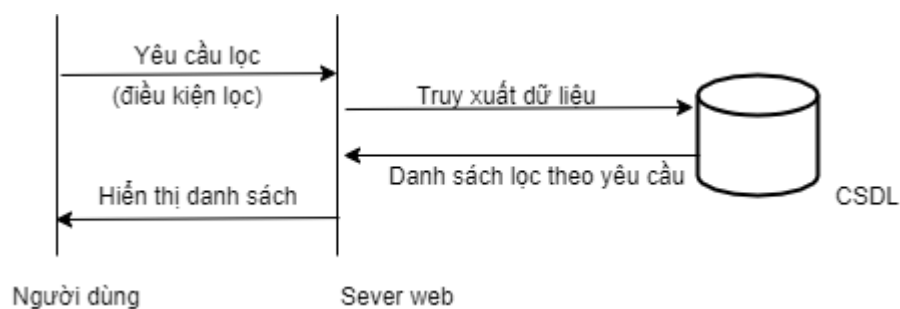 Yêu cầu lọc
(điều kiện lọc)
Truy xuất dữ liêu
Danh sách lọc theo yêu cầu
Hiển thị danh sách
CSDL
Người dùng
Sever web